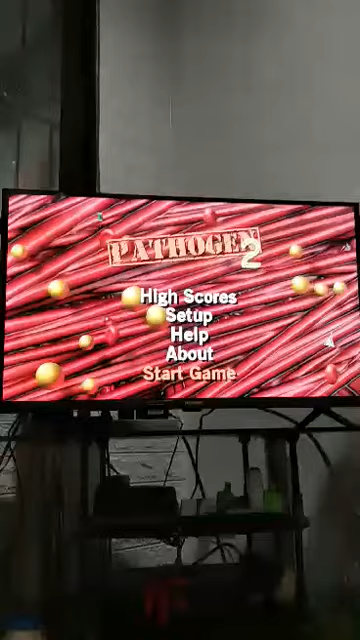 PATHOGEN 2
High Scores
Setup
Help
About
Start Game